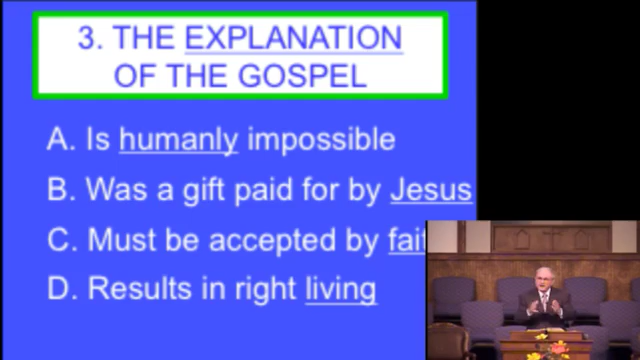 3. THE EXPLANATION
OF THE GOSPEL
A. Is humanly impossible
B. Was a gift paid for by Jesus
C. Must be accepted by
D. Results in right living